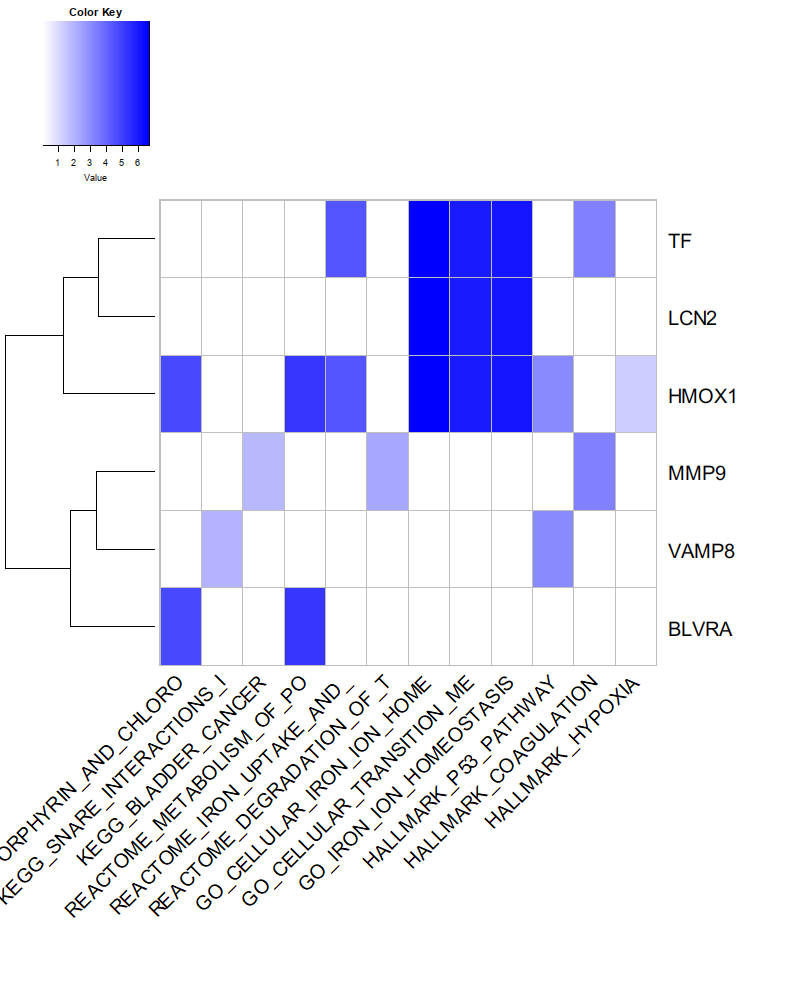 Color Key
1 2 3 4 5 6
Value
TF
LCN2
HMOX1
MMP9
VAMP8
BLVRA
ORPHYRIN_AND_CHLORO
KEGG_SNARE_INTERACTIONS_I
KEGG_BLADDER_CANCER
REACTOME_METABOLISM_OF_PO
REACTOME_IRON_UPTAKE_AND_
REACTOME_DEGRADATION_OF_T
GO_CELLULAR_IRON_ION_HOME
GO_CELLULAR_TRANSITION_ME
GO_IRON_ION_HOMEOSTASIS
HALLMARK_P53_PATHWAY
HALLMARK_COAGULATION
HALLMARK_HYPOXIA